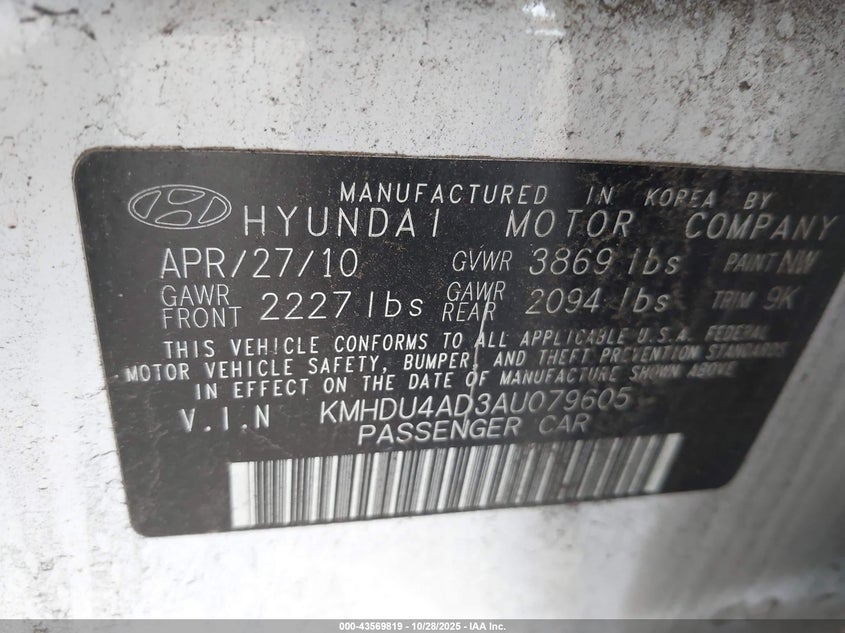 MANUFACTURED IN KOREA BY
HYUNDAI MOTOR COMPANY
APR/27/10 GVWR 3869 lbs PAINT NW
GAWR FRONT 2227 lbs GAWR REAR 2094 lbs TRIM 9K
THIS VEHICLE CONFORMS TO ALL APPLICABLE U.S.A. FEDERAL
MOTOR VEHICLE SAFETY, BUMPER, AND THEFT PREVENTION STANDARDS
IN EFFECT ON THE DATE OF MANUFACTURE SHOWN ABOVE.
V.I.N KMHDU4AD3AU079605
PASSENGER CAR
000-43569819 - 10/28/2025 - IAA Inc.